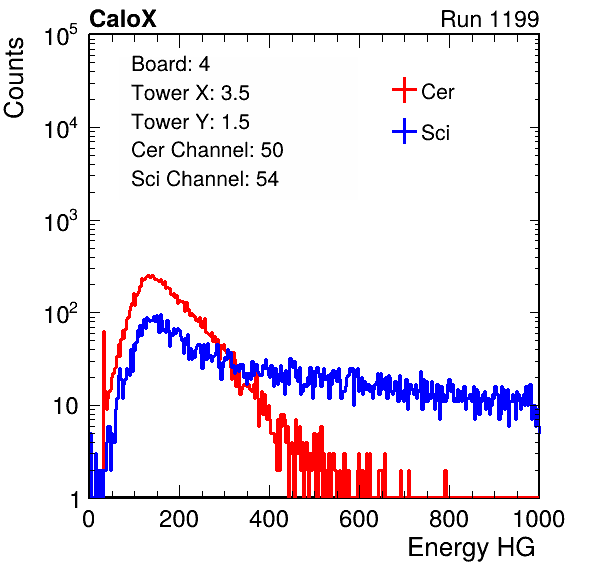 CaloX Run 1199
Counts
10^5
10^4
10^3
10^2
10
1
Board: 4
Tower X: 3.5
Tower Y: 1.5
Cer Channel: 50
Sci Channel: 54
Cer
Sci
0 200 400 600 800 1000
Energy HG